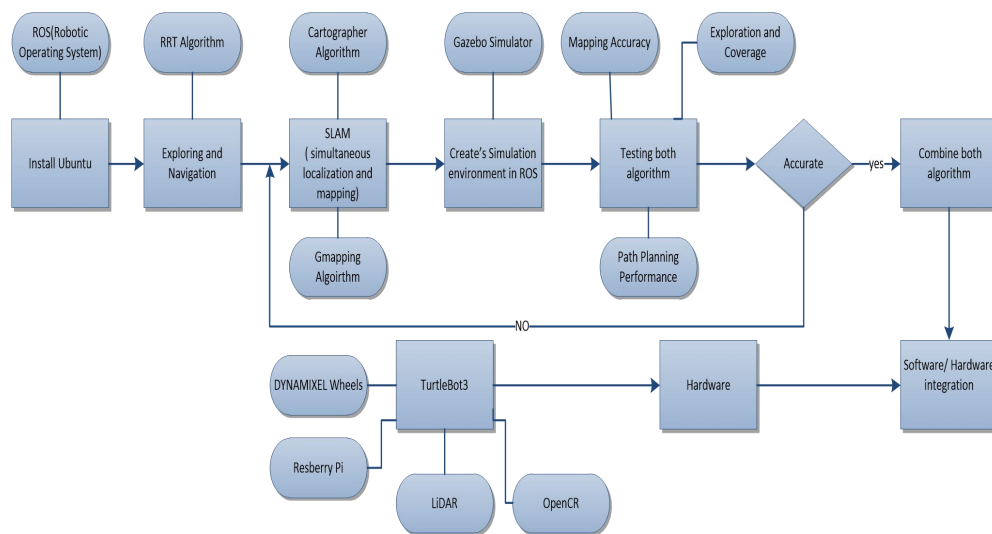 ROS(Robotic
Operating System)
RRT Algorithm
Cartographer
Algorithm
Gazebo Simulator
Mapping Accuracy
Exploration and
Coverage
Install Ubuntu
Exploring and
Navigation
SLAM
( simultaneous
localization and
mapping)
Create's Simulation
environment in ROS
Testing both
algorithm
Accurate
yes
Combine both
algorithm
Gmapping
Algoirthm
Path Planning
Performance
NO
DYNAMIXEL Wheels
TurtleBot3
Hardware
Software/ Hardware
integration
Resberry Pi
LiDAR
OpenCR